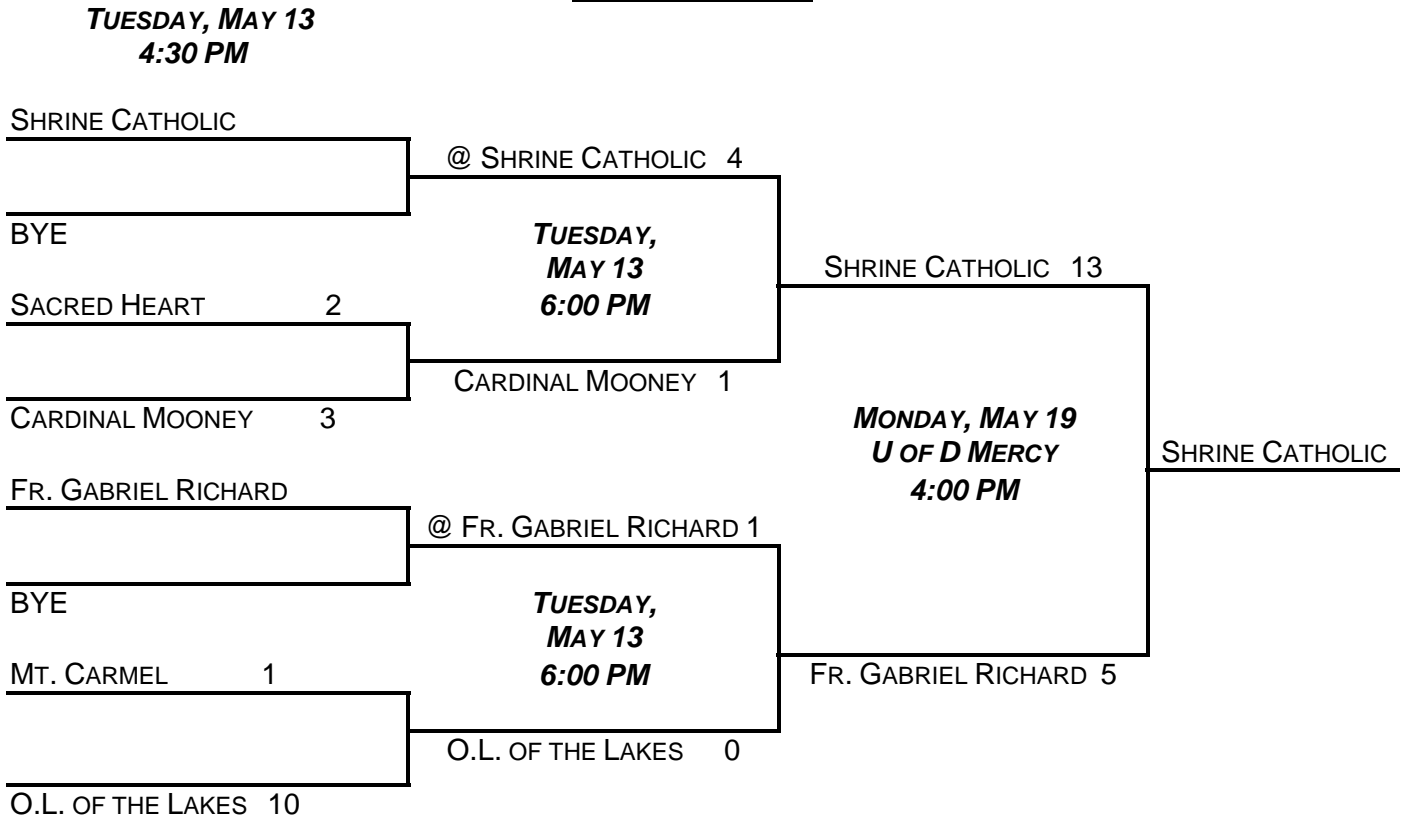 TUESDAY, MAY 13
4:30 PM
SHRINE CATHOLIC
@ SHRINE CATHOLIC 4
BYE
TUESDAY,
MAY 13
6:00 PM
SHRINE CATHOLIC 13
SACRED HEART 2
CARDINAL MOONEY 1
CARDINAL MOONEY 3
MONDAY, MAY 19
U OF D MERCY
4:00 PM
SHRINE CATHOLIC
FR. GABRIEL RICHARD
@ FR. GABRIEL RICHARD 1
BYE
TUESDAY,
MAY 13
6:00 PM
MT. CARMEL 1
FR. GABRIEL RICHARD 5
O.L. OF THE LAKES 0
O.L. OF THE LAKES 10